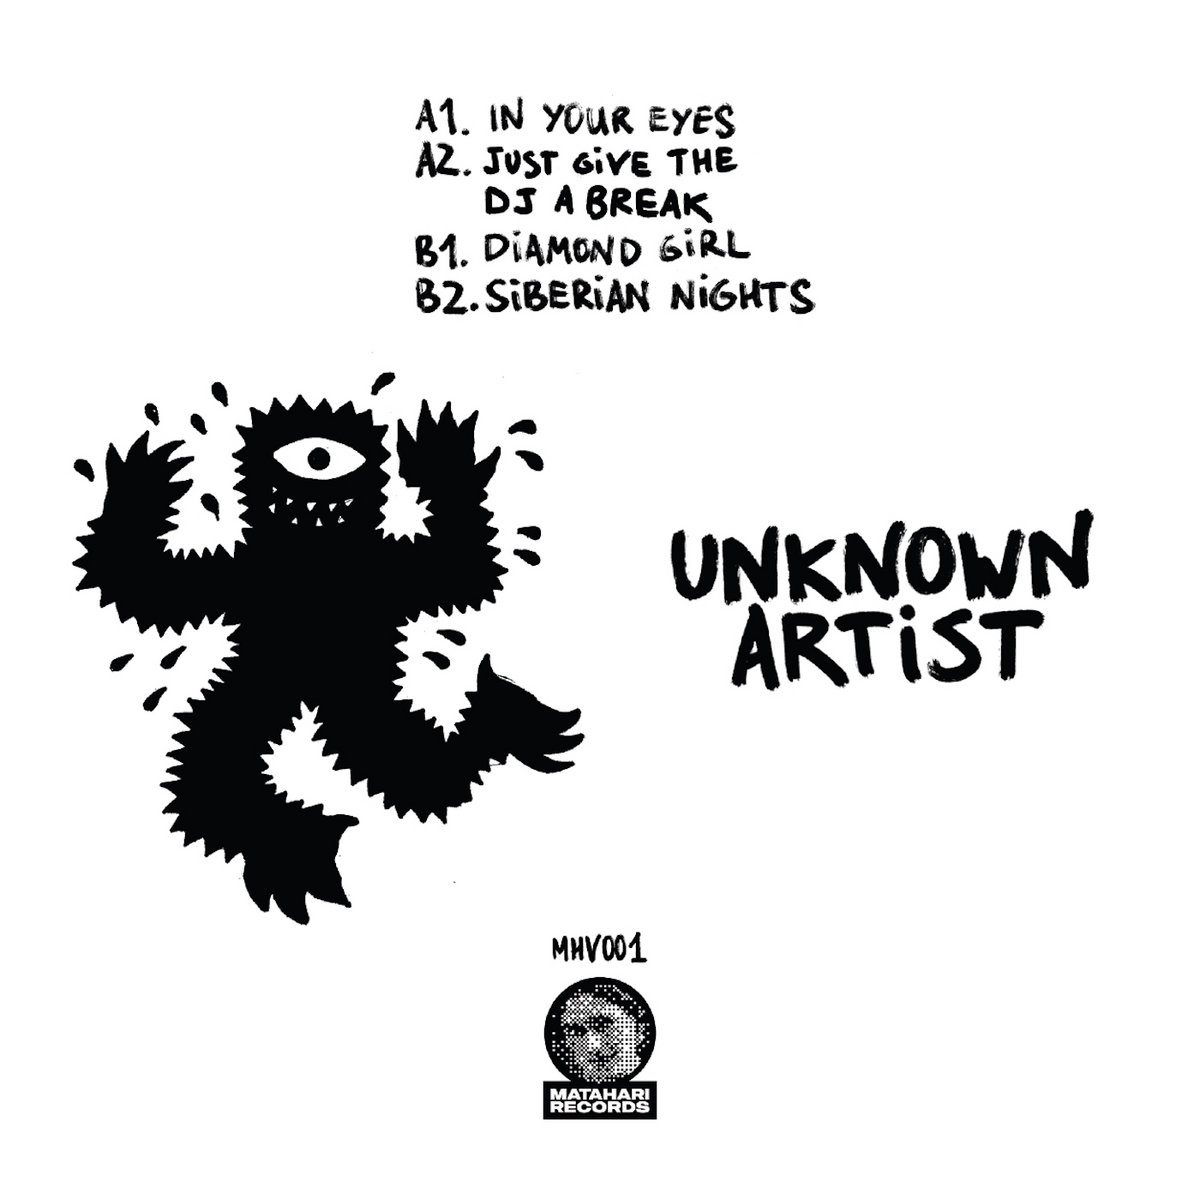 A1. IN YOUR EYES
A2. JUST GiVE THE
DJ A BREAK
B1. DiAMOND GiRL
B2. SiBERiAN NiGHTS
UNKNOWN
ARTiST
MHV001
MATAHARI
RECORDS